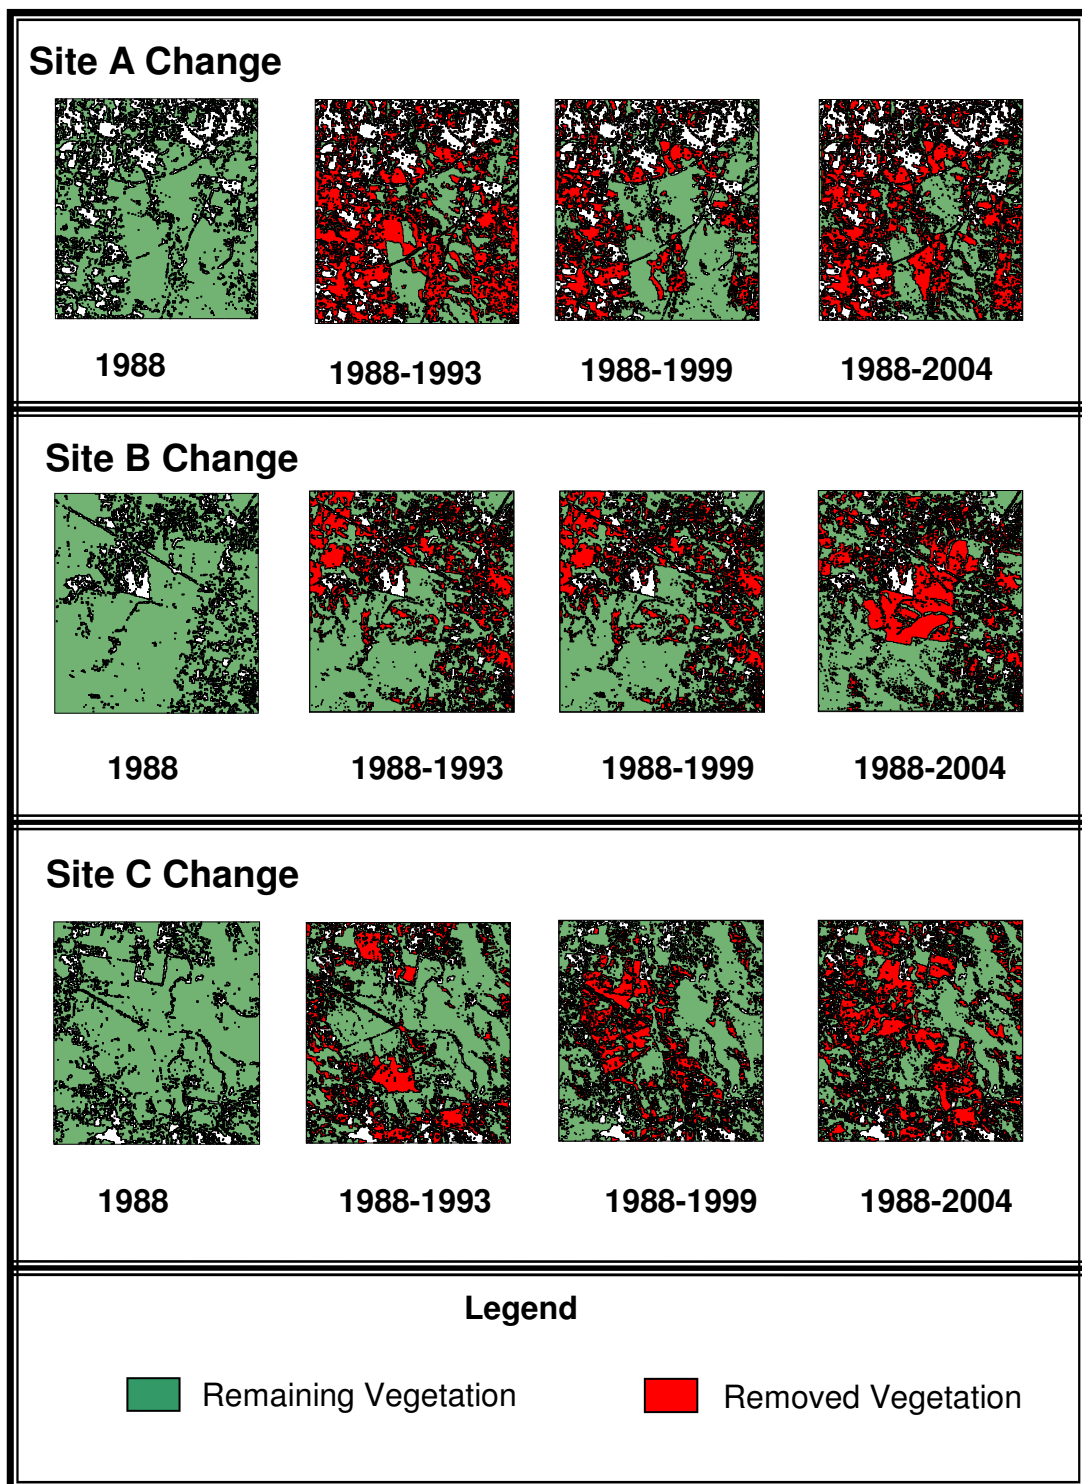 Site A Change
1988
1988-1993
1988-1999
1988-2004
Site B Change
1988
1988-1993
1988-1999
1988-2004
Site C Change
1988
1988-1993
1988-1999
1988-2004
Legend
Remaining Vegetation
Removed Vegetation